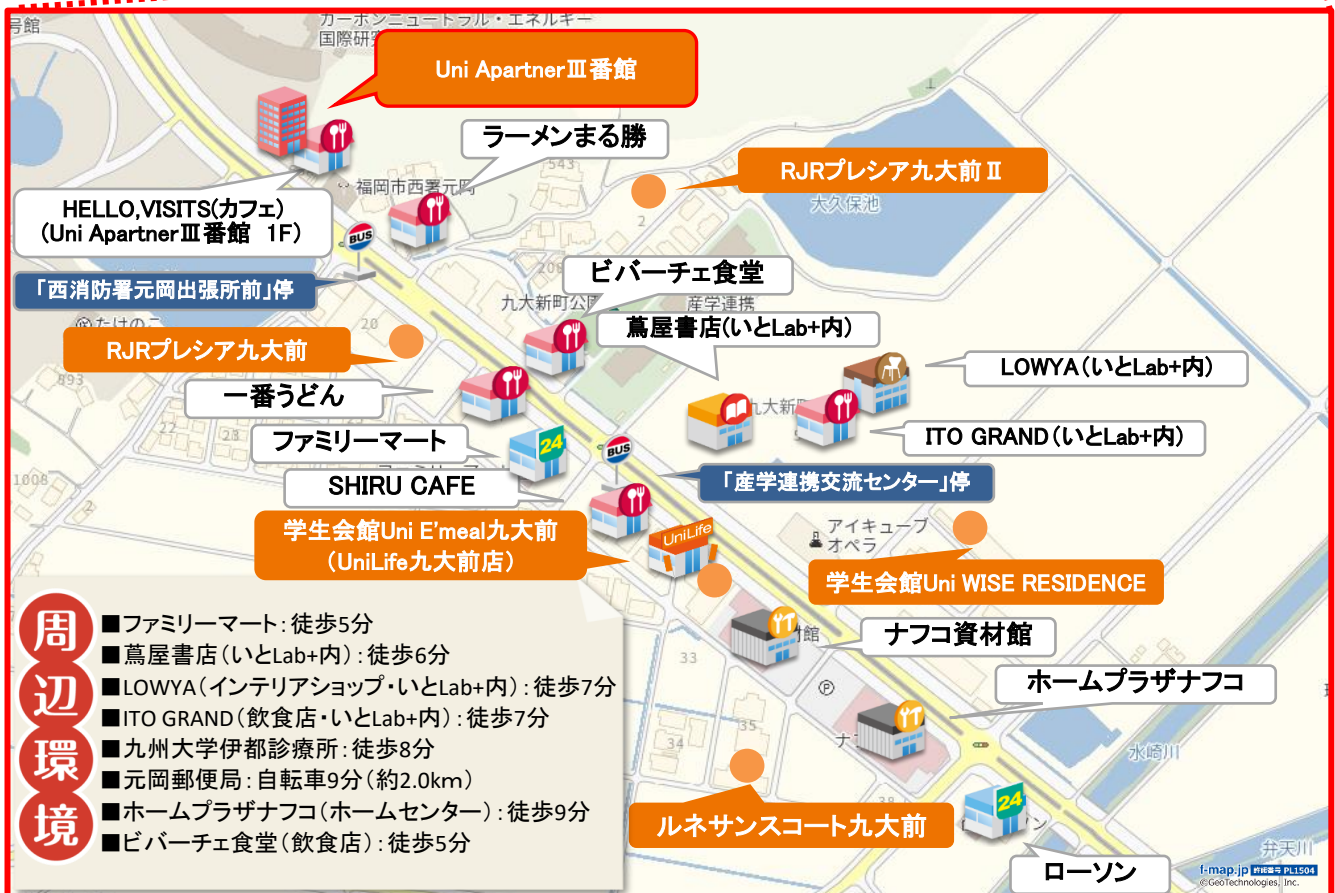 号館
カーボンニュートラル・エネルギー
Uni ApartnerⅢ番館
ラーメンまる勝
543
RJRプレシア九大前Ⅱ
2
大久保池
福岡市西署元岡
HELLO,VISITS(カフェ)
(Uni ApartnerⅢ番館 1F)
BUS
「西消防署元岡出張所前」停
ビバーチェ食堂
九大新町公園
産学連携
蔦屋書店(いとLab+内)
20
RJRプレシア九大前
893
LOWYA(いとLab+内)
一番うどん
22
23
ITO GRAND(いとLab+内)
ファミリーマート
24
BUS
1008
2
SHIRU CAFE
「産学連携交流センター」停
学生会館Uni E'meal九大前
(UniLife九大前店)
UniLife
アイキューブ
オペラ
学生会館Uni WISE RESIDENCE
ナフコ資材館
33
ホームプラザナフコ
P
35
34
水崎川
ルネサンスコート九大前
24
ローソン
弁天川
周辺環境
■ファミリーマート:徒歩5分
■蔦屋書店(いとLab+内):徒歩6分
■LOWYA(インテリアショップ・いとLab+内):徒歩7分
■ITO GRAND(飲食店・いとLab+内):徒歩7分
■九州大学伊都診療所:徒歩8分
■元岡郵便局:自転車9分(約2.0km)
■ホームプラザナフコ(ホームセンター):徒歩9分
■ビバーチェ食堂(飲食店):徒歩5分
f-map.jp 許諾番号 PL1504
©GeoTechnologies, Inc.